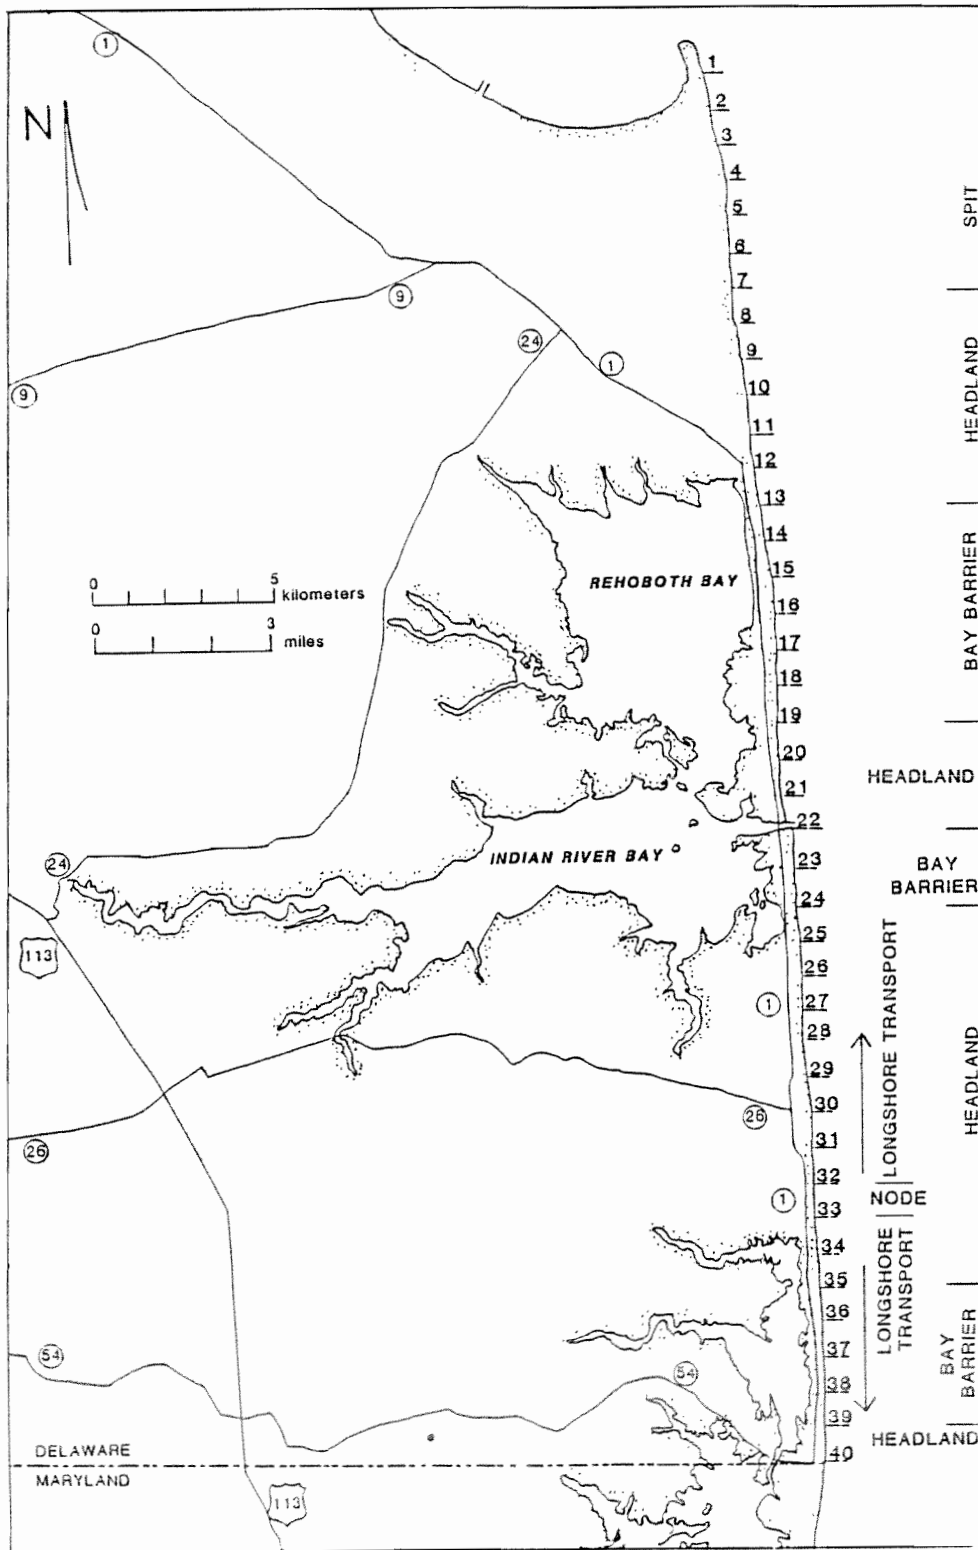 1
N
1
2
3
4
5
6
7
8
9
10
11
12
13
14
15
16
17
18
19
20
21
22
23
24
25
26
27
28
29
30
31
32
33
34
35
36
37
38
39
40
SPIT
HEADLAND
BAY BARRIER
HEADLAND
BAY
BARRIER
HEADLAND
BAY
BARRIER
HEADLAND
LONGSHORE TRANSPORT
NODE
LONGSHORE
TRANSPORT
9
9
24
1
0 5
kilometers
0 3
miles
REHOBOTH BAY
INDIAN RIVER BAY
24
113
1
26
26
1
54
54
DELAWARE
MARYLAND
113